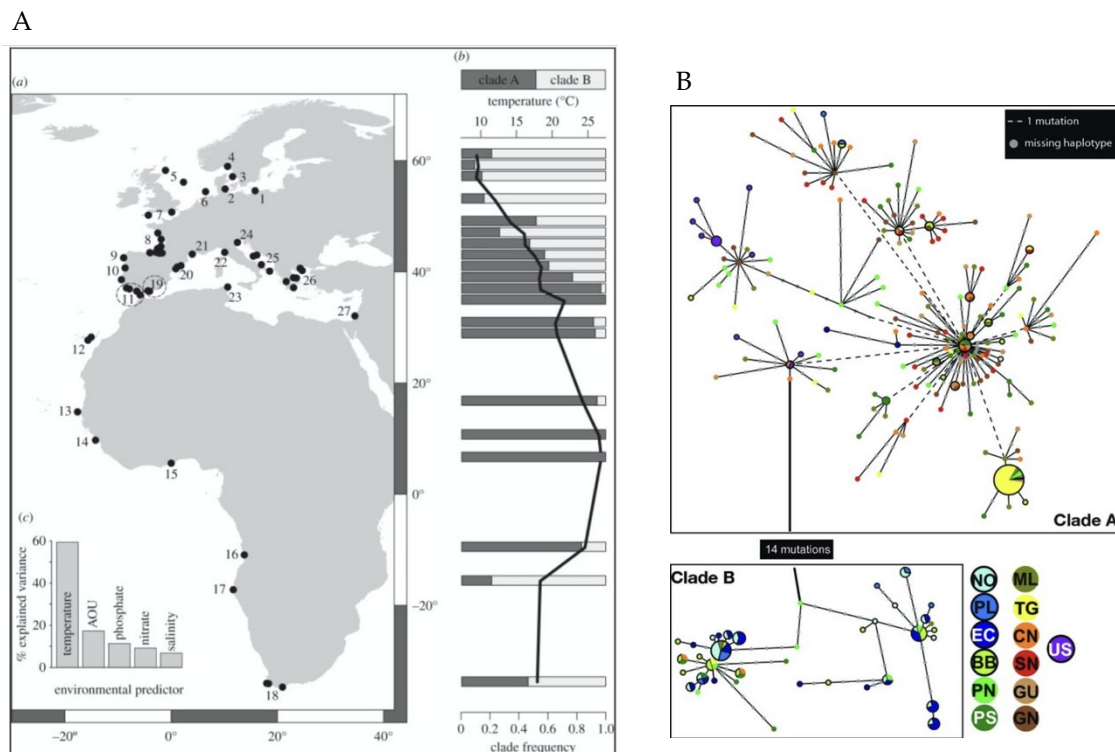 A
B
(a)
(b)
clade A clade B
temperature (°C)
10 15 20 25
60°
40°
20°
0°
−20°
4
5
3
6
2
1
7
8
24
9
21
25
10
22
20
26
11
19
23
27
12
13
14
15
16
17
18
(c)
% explained variance
60
40
20
0
temperature
AOU
phosphate
nitrate
salinity
environmental predictor
−20° 0° 20° 40°
0 0.2 0.4 0.6 0.8 1.0
clade frequency
1 mutation
missing haplotype
Clade A
14 mutations
Clade B
NO ML
PL TG
EC CN
US
BB SN
PN GU
PS GN